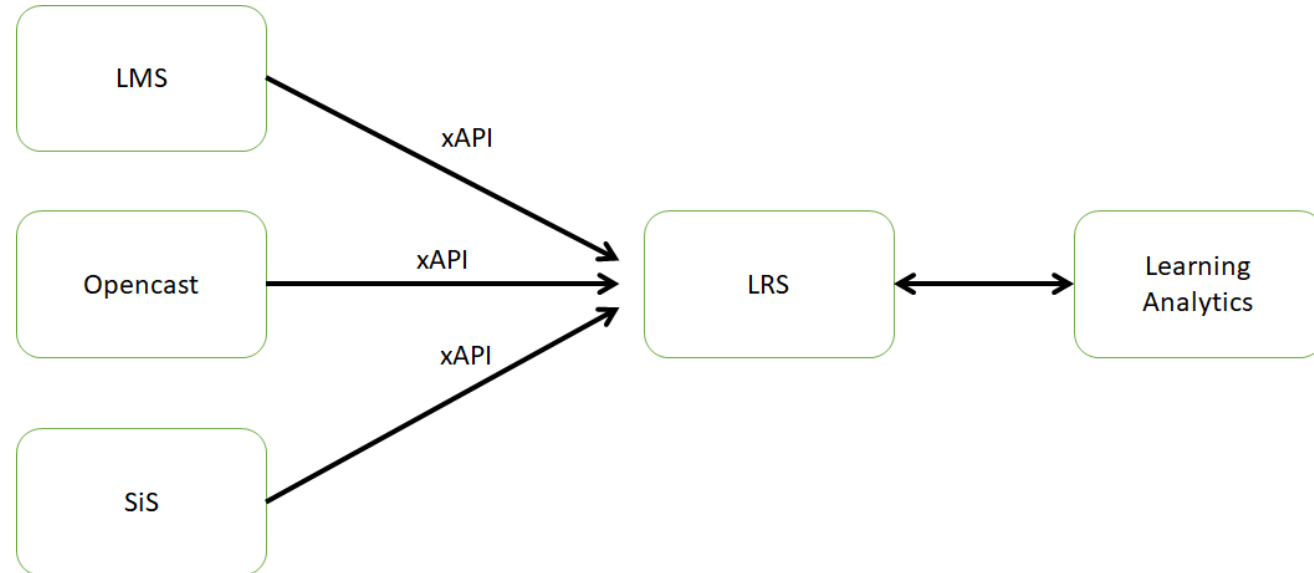 LMS
xAPI
xAPI
Opencast
LRS
Learning
Analytics
xAPI
SiS